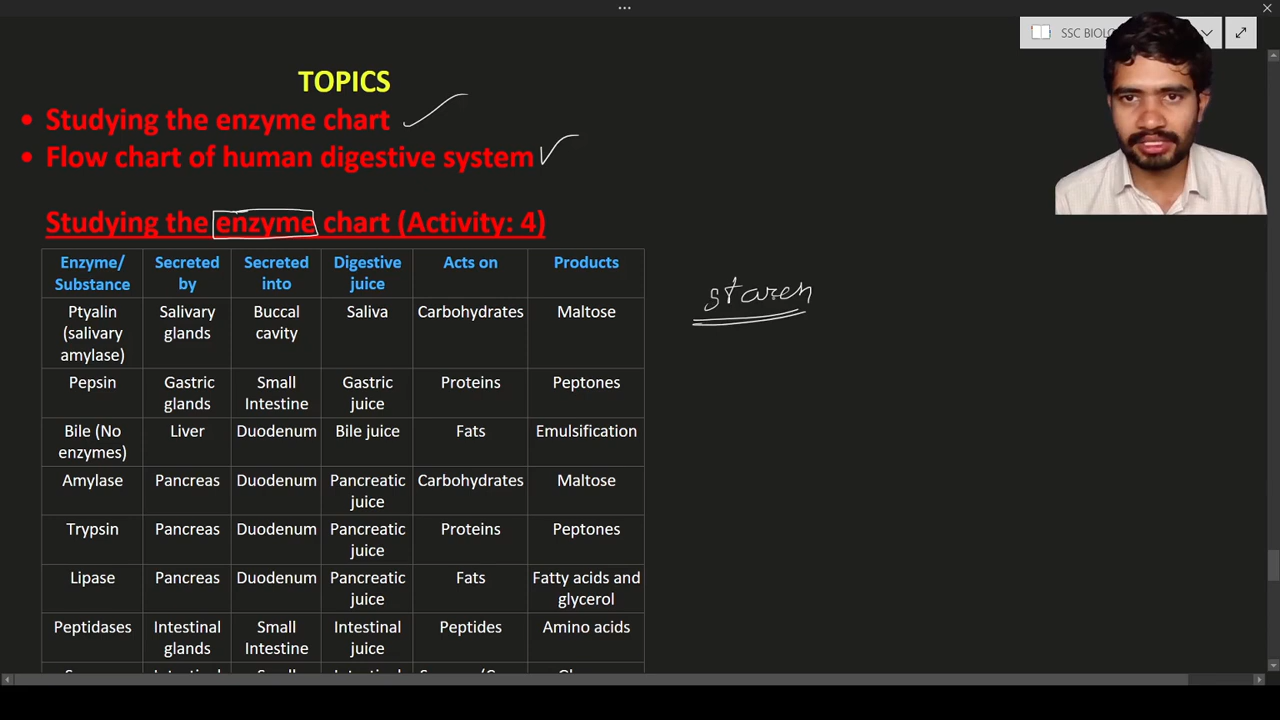 SSC BIOL
TOPICS
• Studying the enzyme chart
• Flow chart of human digestive system
Studying the enzyme chart (Activity: 4)
Enzyme/ Substance Secreted by Secreted into Digestive juice Acts on Products
Ptyalin (salivary amylase) Salivary glands Buccal cavity Saliva Carbohydrates Maltose
Pepsin Gastric glands Small Intestine Gastric juice Proteins Peptones
Bile (No enzymes) Liver Duodenum Bile juice Fats Emulsification
Amylase Pancreas Duodenum Pancreatic juice Carbohydrates Maltose
Trypsin Pancreas Duodenum Pancreatic juice Proteins Peptones
Lipase Pancreas Duodenum Pancreatic juice Fats Fatty acids and glycerol
Peptidases Intestinal glands Small Intestine Intestinal juice Peptides Amino acids
starch